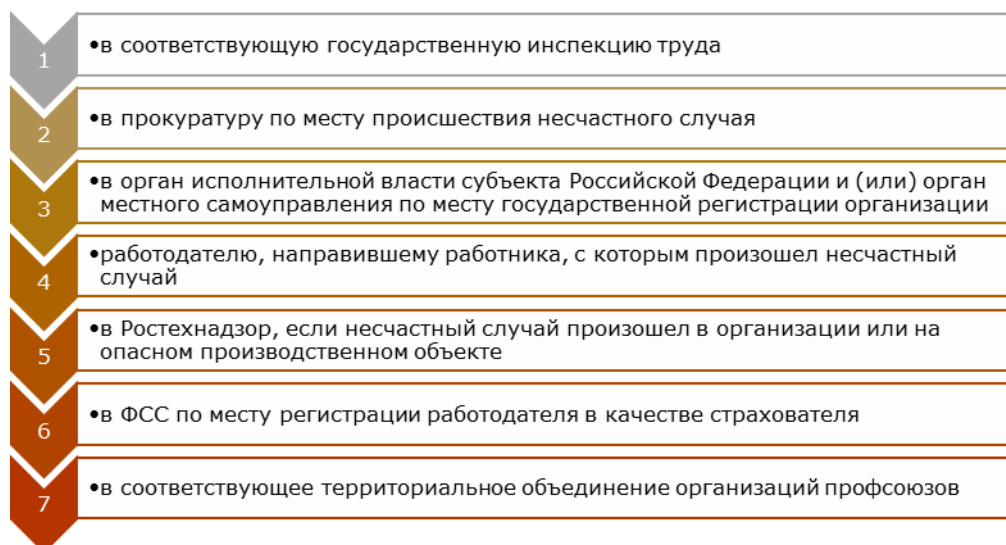 1
•в соответствующую государственную инспекцию труда
2
•в прокуратуру по месту происшествия несчастного случая
3
•в орган исполнительной власти субъекта Российской Федерации и (или) орган
местного самоуправления по месту государственной регистрации организации
4
•работодателю, направившему работника, с которым произошел несчастный
случай
5
•в Ростехнадзор, если несчастный случай произошел в организации или на
опасном производственном объекте
6
•в ФСС по месту регистрации работодателя в качестве страхователя
7
•в соответствующее территориальное объединение организаций профсоюзов